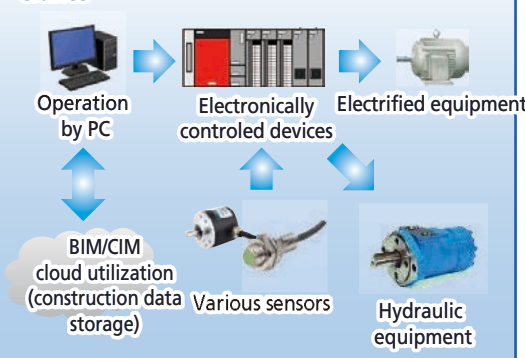 Operation
by PC
Electronically
controled devices
Electrified equipment
BIM/CIM
cloud utilization
(construction data
storage)
Various sensors
Hydraulic
equipment